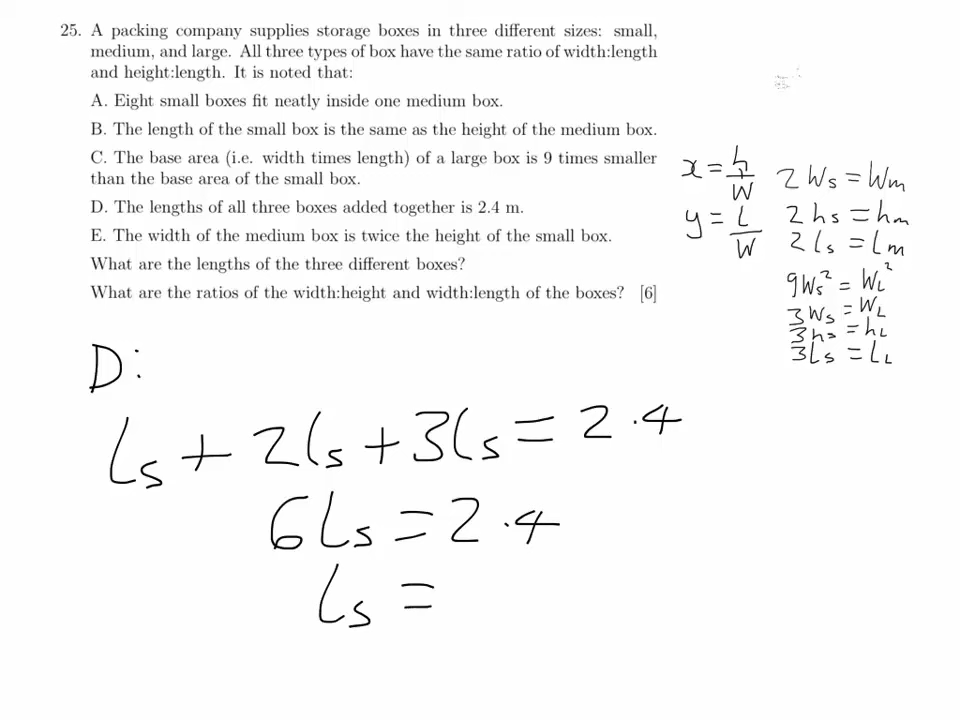 25. A packing company supplies storage boxes in three different sizes: small,
medium, and large. All three types of box have the same ratio of width:length
and height:length. It is noted that:
A. Eight small boxes fit neatly inside one medium box.
B. The length of the small box is the same as the height of the medium box.
C. The base area (i.e. width times length) of a large box is 9 times smaller
than the base area of the small box.
D. The lengths of all three boxes added together is 2.4 m.
E. The width of the medium box is twice the height of the small box.
What are the lengths of the three different boxes?
What are the ratios of the width:height and width:length of the boxes? [6]
x = h/W
y = L/W
2 Ws = Wm
2 hs = hm
2 Ls = Lm
9Ws² = WL²
3Ws = WL
3hs = hL
3Ls = LL
D:
Ls + 2Ls + 3Ls = 2.4
6Ls = 2.4
Ls =